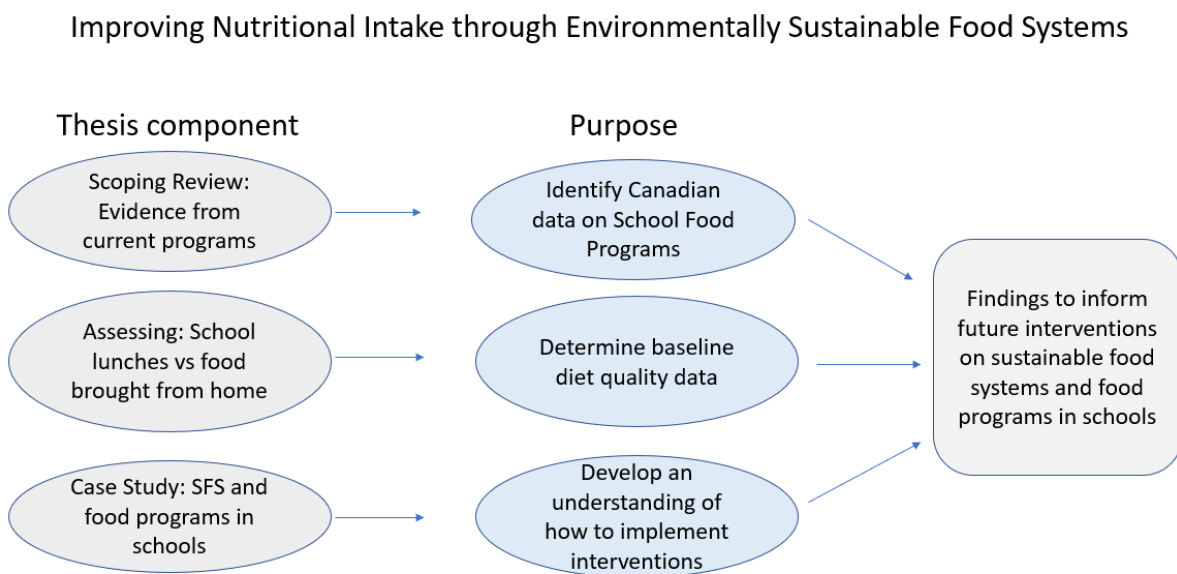 Improving Nutritional Intake through Environmentally Sustainable Food Systems
Thesis component
Purpose
Scoping Review:
Evidence from
current programs
Identify Canadian
data on School Food
Programs
Assessing: School
lunches vs food
brought from home
Determine baseline
diet quality data
Case Study: SFS and
food programs in
schools
Develop an
understanding of
how to implement
interventions
Findings to inform
future interventions
on sustainable food
systems and food
programs in schools